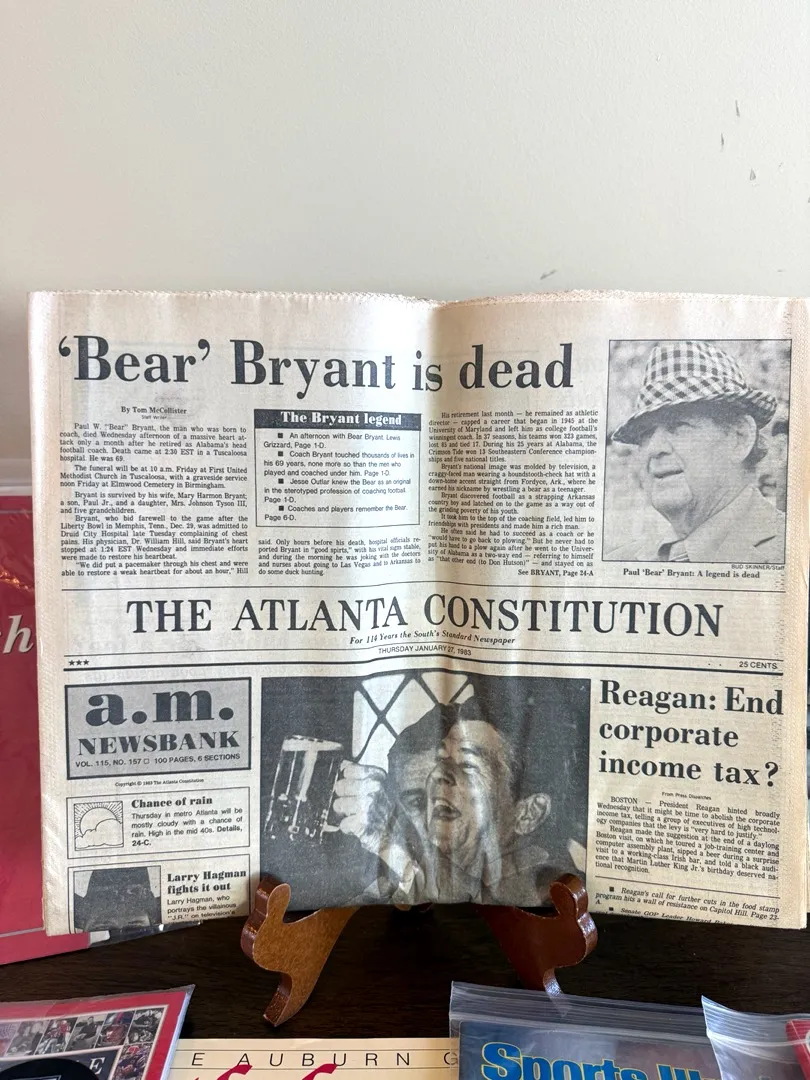 'Bear' Bryant is dead
By Tom McCollister
Staff Writer
Paul W. "Bear" Bryant, the man who was born to
coach, died Wednesday afternoon of a massive heart at-
tack only a month after he retired as Alabama's head
football coach. Death came at 2:30 EST in a Tuscaloosa
hospital. He was 69.
The funeral will be at 10 a.m. Friday at First United
Methodist Church in Tuscaloosa, with a graveside service
noon Friday at Elmwood Cemetery in Birmingham.
Bryant is survived by his wife, Mary Harmon Bryant;
a son, Paul Jr., and a daughter, Mrs. Johnson Tyson III,
and five grandchildren.
Bryant, who bid farewell to the game after the
Liberty Bowl in Memphis, Tenn., Dec. 29, was admitted to
Druid City Hospital late Tuesday complaining of chest
pains. His physician, Dr. William Hill, said Bryant's heart
stopped at 1:24 EST Wednesday and immediate efforts
were made to restore his heartbeat.
"We did put a pacemaker through his chest and were
able to restore a weak heartbeat for about an hour," Hill
The Bryant legend
■ An afternoon with Bear Bryant. Lewis
Grizzard, Page 1-D.
■ Coach Bryant touched thousands of lives in
his 69 years, none more so than the men who
played and coached under him. Page 1-D.
■ Jesse Outlar knew the Bear as an original
in the sterotyped profession of coaching football.
Page 1-D.
■ Coaches and players remember the Bear.
Page 6-D.
said. Only hours before his death, hospital officials re-
ported Bryant in "good spirts," with his vital signs stable,
and during the morning he was joking with the doctors
and nurses about going to Las Vegas and to Arkansas to
do some duck hunting.
His retirement last month — he remained as athletic
director — capped a career that began in 1945 at the
University of Maryland and left him as college football's
winningest coach. In 37 seasons, his teams won 323 games,
lost 85 and tied 17. During his 25 years at Alabama, the
Crimson Tide won 13 Southeastern Conference champion-
ships and five national titles.
Bryant's national image was molded by television, a
craggy-faced man wearing a houndstooth-check hat with a
down-home accent straight from Fordyce, Ark., where he
earned his nickname by wrestling a bear as a teenager.
Bryant discovered football as a strapping Arkansas
country boy and latched on to the game as a way out of
the grinding poverty of his youth.
It took him to the top of the coaching field, led him to
friendships with presidents and made him a rich man.
He often said he had to succeed as a coach or he
"would have to go back to plowing." But he never had to
put his hand to a plow again after he went to the Univer-
sity of Alabama as a two-way end — referring to himself
as "that other end (to Don Hutson)" — and stayed on as
See BRYANT, Page 24-A
BUD SKINNER/Staff
Paul 'Bear' Bryant: A legend is dead
THE ATLANTA CONSTITUTION
For 114 Years the South's Standard Newspaper
★★★
THURSDAY JANUARY 27, 1983
25 CENTS
a.m.
NEWSBANK
VOL. 115, NO. 157 □ 100 PAGES, 6 SECTIONS
Copyright © 1983 The Atlanta Constitution
Chance of rain
Thursday in metro Atlanta will be
mostly cloudy with a chance of
rain. High in the mid 40s. Details,
24-C.
Larry Hagman
fights it out
Larry Hagman, who
portrays the villainous
"J.R." on television's
Reagan: End
corporate
income tax?
From Press Dispatches
BOSTON — President Reagan hinted broadly
Wednesday that it might be time to abolish the corporate
income tax, telling a group of executives of high technol-
ogy companies that the levy is "very hard to justify."
Reagan made the suggestion at the end of a daylong
Boston visit, on which he toured a job-training center and
computer assembly plant, sipped a beer during a surprise
visit to a working-class Irish bar, and told a black audi-
ence that Martin Luther King Jr.'s birthday deserved na-
tional recognition.
■ Reagan's call for further cuts in the food stamp
program hits a wall of resistance on Capitol Hill. Page 23-
A.
■ Senate GOP Leader Howard
h
E
E AUBURN G
Sports Ill